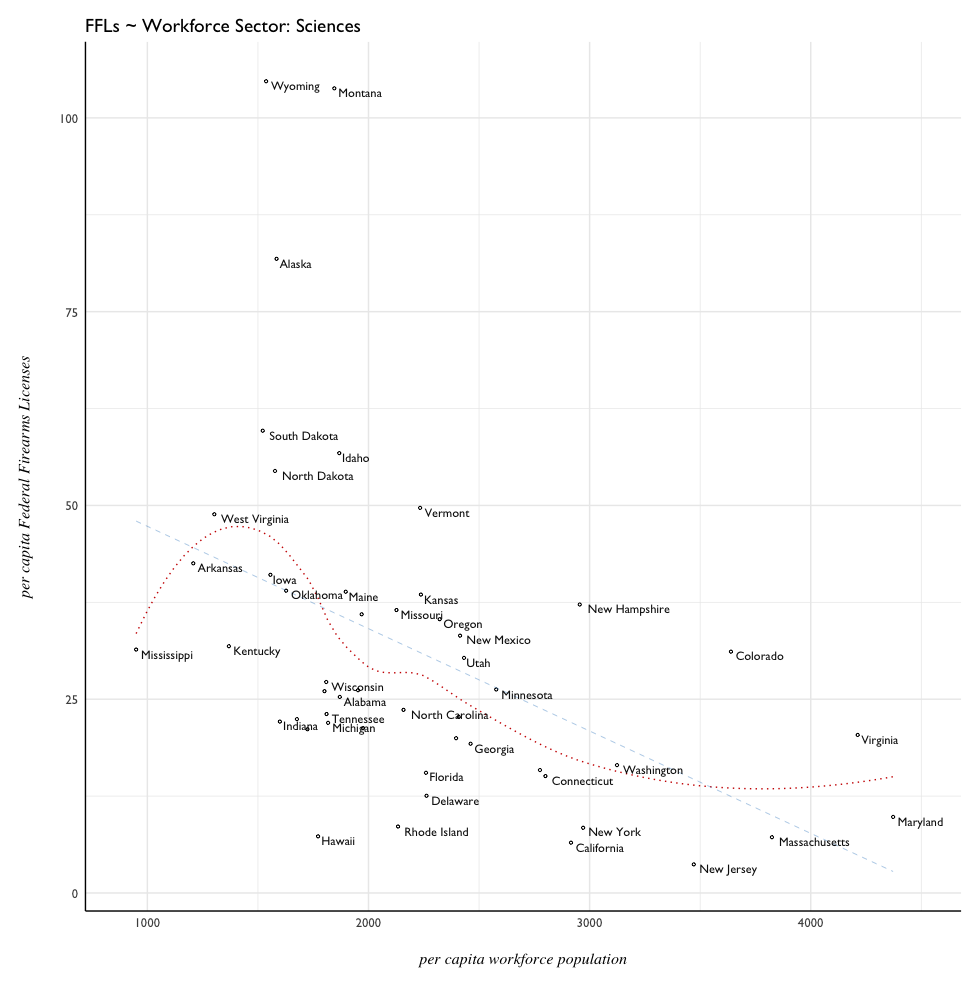 FFLs ~ Workforce Sector: Sciences
Wyoming
Montana
100
Alaska
75
South Dakota
Idaho
North Dakota
50
Vermont
West Virginia
Arkansas
Iowa
Oklahoma
Maine
Kansas
New Hampshire
Missouri
Oregon
New Mexico
Kentucky
Mississippi
Utah
Colorado
Wisconsin
Minnesota
25
Alabama
North Carolina
Tennessee
Indiana
Michigan
Virginia
Georgia
Washington
Florida
Connecticut
Delaware
Maryland
Rhode Island
New York
Hawaii
California
Massachusetts
New Jersey
0
1000
2000
3000
4000
per capita Federal Firearms Licenses
per capita workforce population